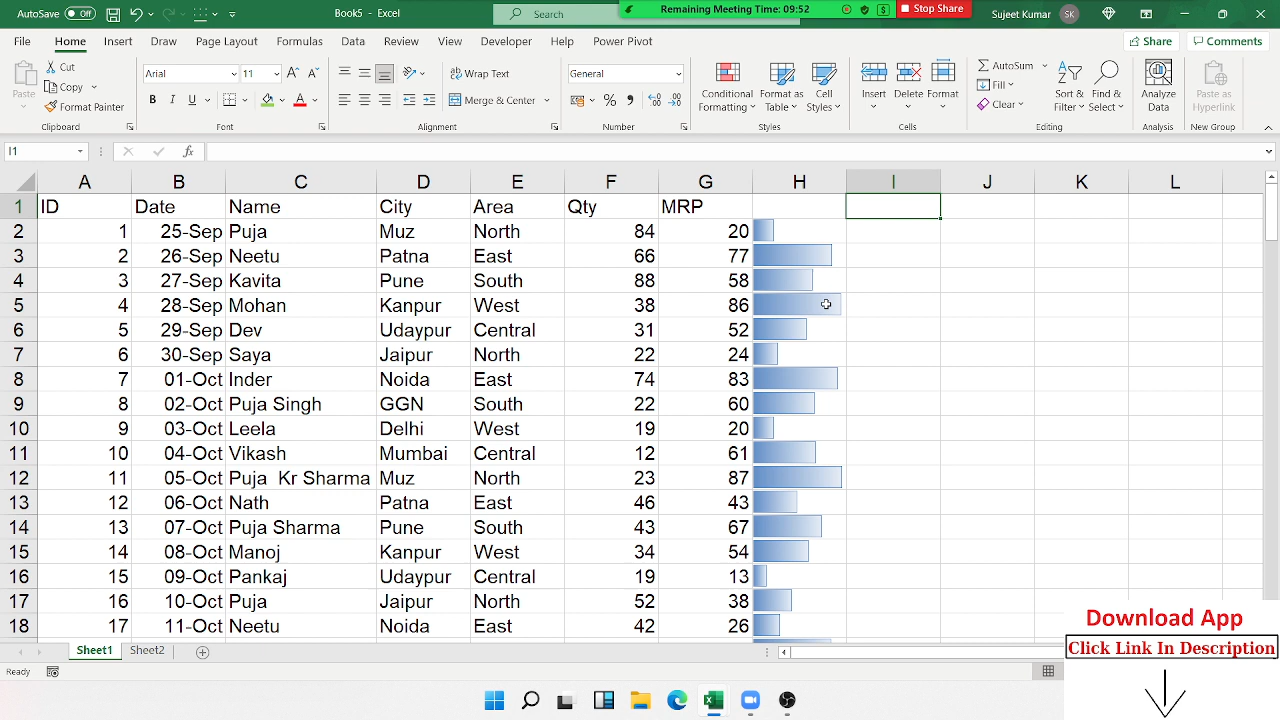 AutoSave Off Book5 - Excel Search Remaining Meeting Time: 09:52 $ Stop Share Sujeet Kumar SK
File Home Insert Draw Page Layout Formulas Data Review View Developer Help Power Pivot Share Comments
Paste Cut Copy Format Painter Clipboard
Arial 11 A A B I U A Font
Wrap Text Merge & Center Alignment
General % , Number
Conditional Formatting Format as Table Cell Styles Styles
Insert Delete Format Cells
AutoSum Fill Clear Sort & Filter Find & Select Editing
Analyze Data Analysis
Paste as Hyperlink New Group
I1 fx
A B C D E F G H I J K L
1 ID Date Name City Area Qty MRP
2 1 25-Sep Puja Muz North 84 20
3 2 26-Sep Neetu Patna East 66 77
4 3 27-Sep Kavita Pune South 88 58
5 4 28-Sep Mohan Kanpur West 38 86
6 5 29-Sep Dev Udaypur Central 31 52
7 6 30-Sep Saya Jaipur North 22 24
8 7 01-Oct Inder Noida East 74 83
9 8 02-Oct Puja Singh GGN South 22 60
10 9 03-Oct Leela Delhi West 19 20
11 10 04-Oct Vikash Mumbai Central 12 61
12 11 05-Oct Puja  Kr Sharma Muz North 23 87
13 12 06-Oct Nath Patna East 46 43
14 13 07-Oct Puja Sharma Pune South 43 67
15 14 08-Oct Manoj Kanpur West 34 54
16 15 09-Oct Pankaj Udaypur Central 19 13
17 16 10-Oct Puja Jaipur North 52 38
18 17 11-Oct Neetu Noida East 42 26
Download App
Click Link In Description
Sheet1 Sheet2
Ready